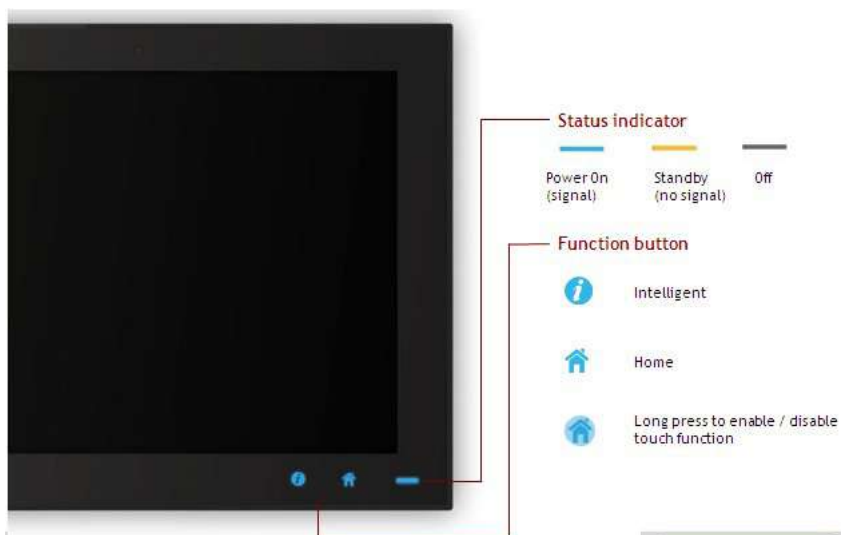 Status indicator
Power On Standby Off
(signal) (no signal)
Function button
Intelligent
Home
Long press to enable / disable
touch function